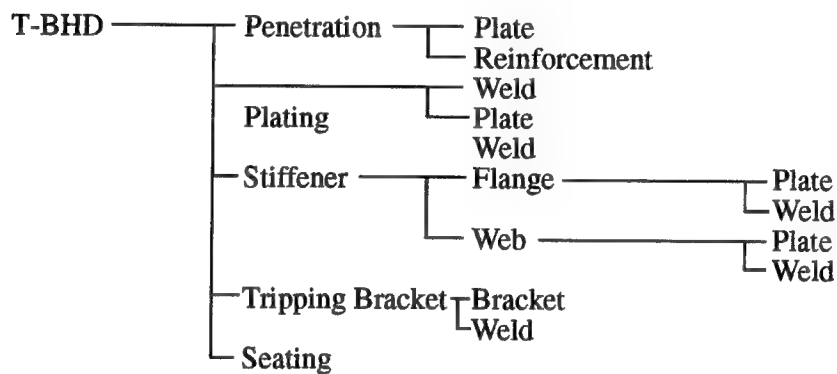 T-BHD Penetration Plate
Reinforcement
Weld
Plating Plate
Weld
Stiffener Flange Plate
Weld
Web Plate
Weld
Tripping Bracket Bracket
Weld
Seating